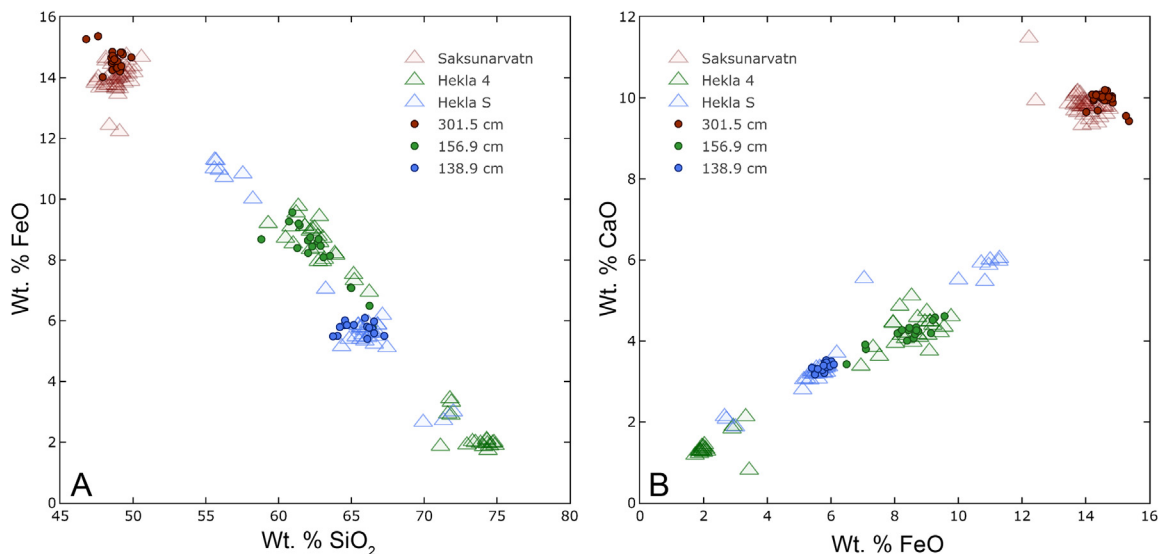 16
14
12
10
8
6
4
2
0
Wt. % FeO
Saksunarvatn
Hekla 4
Hekla S
301.5 cm
156.9 cm
138.9 cm
A
45 50 55 60 65 70 75 80
Wt. % SiO2
12
10
8
6
4
2
0
Wt. % CaO
Saksunarvatn
Hekla 4
Hekla S
301.5 cm
156.9 cm
138.9 cm
B
0 2 4 6 8 10 12 14 16
Wt. % FeO